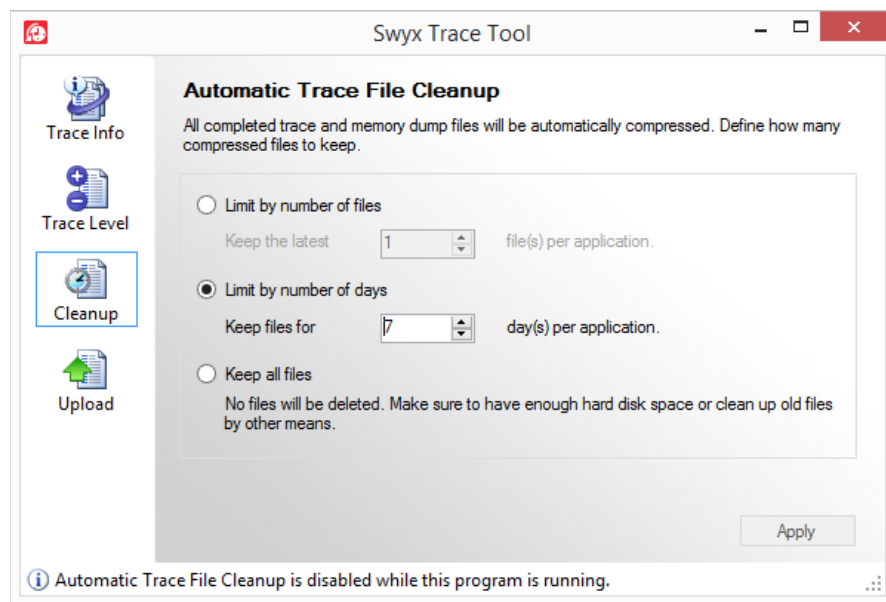 Swyx Trace Tool
Trace Info
Trace Level
Cleanup
Upload
Automatic Trace File Cleanup
All completed trace and memory dump files will be automatically compressed. Define how many
compressed files to keep.
Limit by number of files
Keep the latest 1 file(s) per application.
Limit by number of days
Keep files for 7 day(s) per application.
Keep all files
No files will be deleted. Make sure to have enough hard disk space or clean up old files
by other means.
Apply
Automatic Trace File Cleanup is disabled while this program is running.